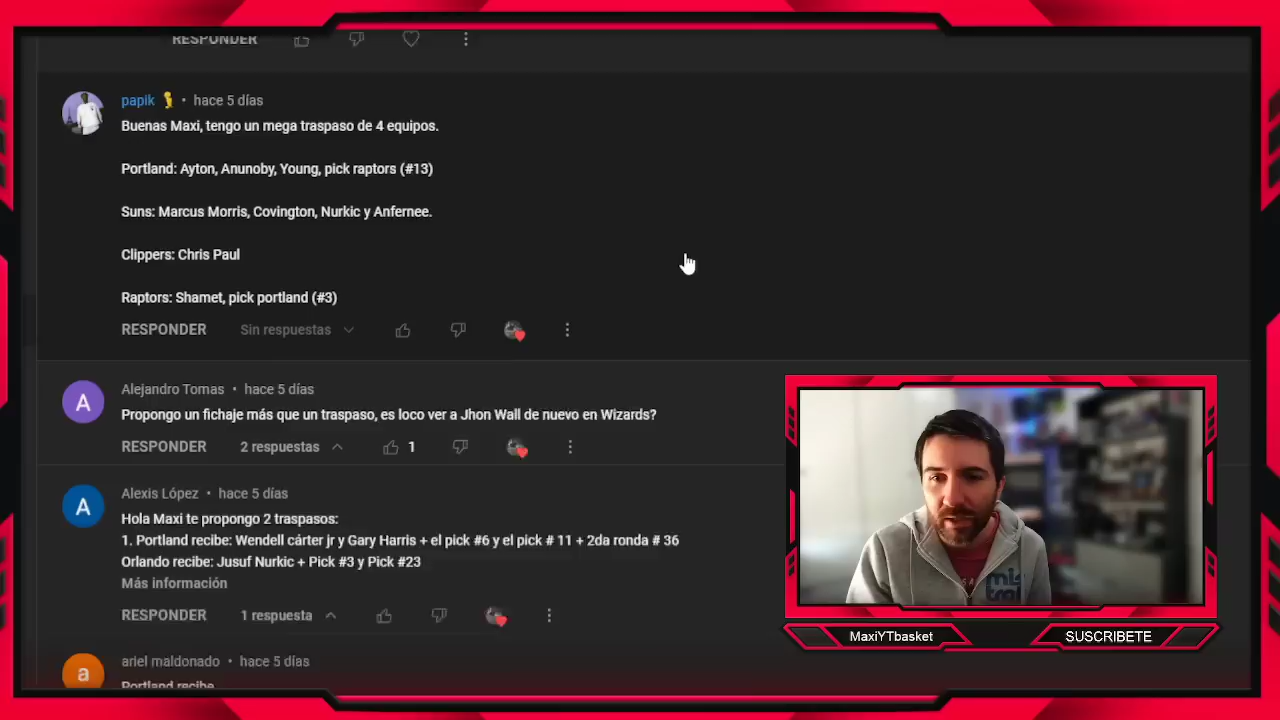 RESPONDER
papik • hace 5 días
Buenas Maxi, tengo un mega traspaso de 4 equipos.
Portland: Ayton, Anunoby, Young, pick raptors (#13)
Suns: Marcus Morris, Covington, Nurkic y Anfernee.
Clippers: Chris Paul
Raptors: Shamet, pick portland (#3)
RESPONDER Sin respuestas
A
Alejandro Tomas • hace 5 días
Propongo un fichaje más que un traspaso, es loco ver a Jhon Wall de nuevo en Wizards?
RESPONDER 2 respuestas 1
A
Alexis López • hace 5 días
Hola Maxi te propongo 2 traspasos:
1. Portland recibe: Wendell cárter jr y Gary Harris + el pick #6 y el pick # 11 + 2da ronda # 36
Orlando recibe: Jusuf Nurkic + Pick #3 y Pick #23
Más información
RESPONDER 1 respuesta
a
ariel maldonado • hace 5 días
Portland recibe
MaxiYTbasket
SUSCRIBETE